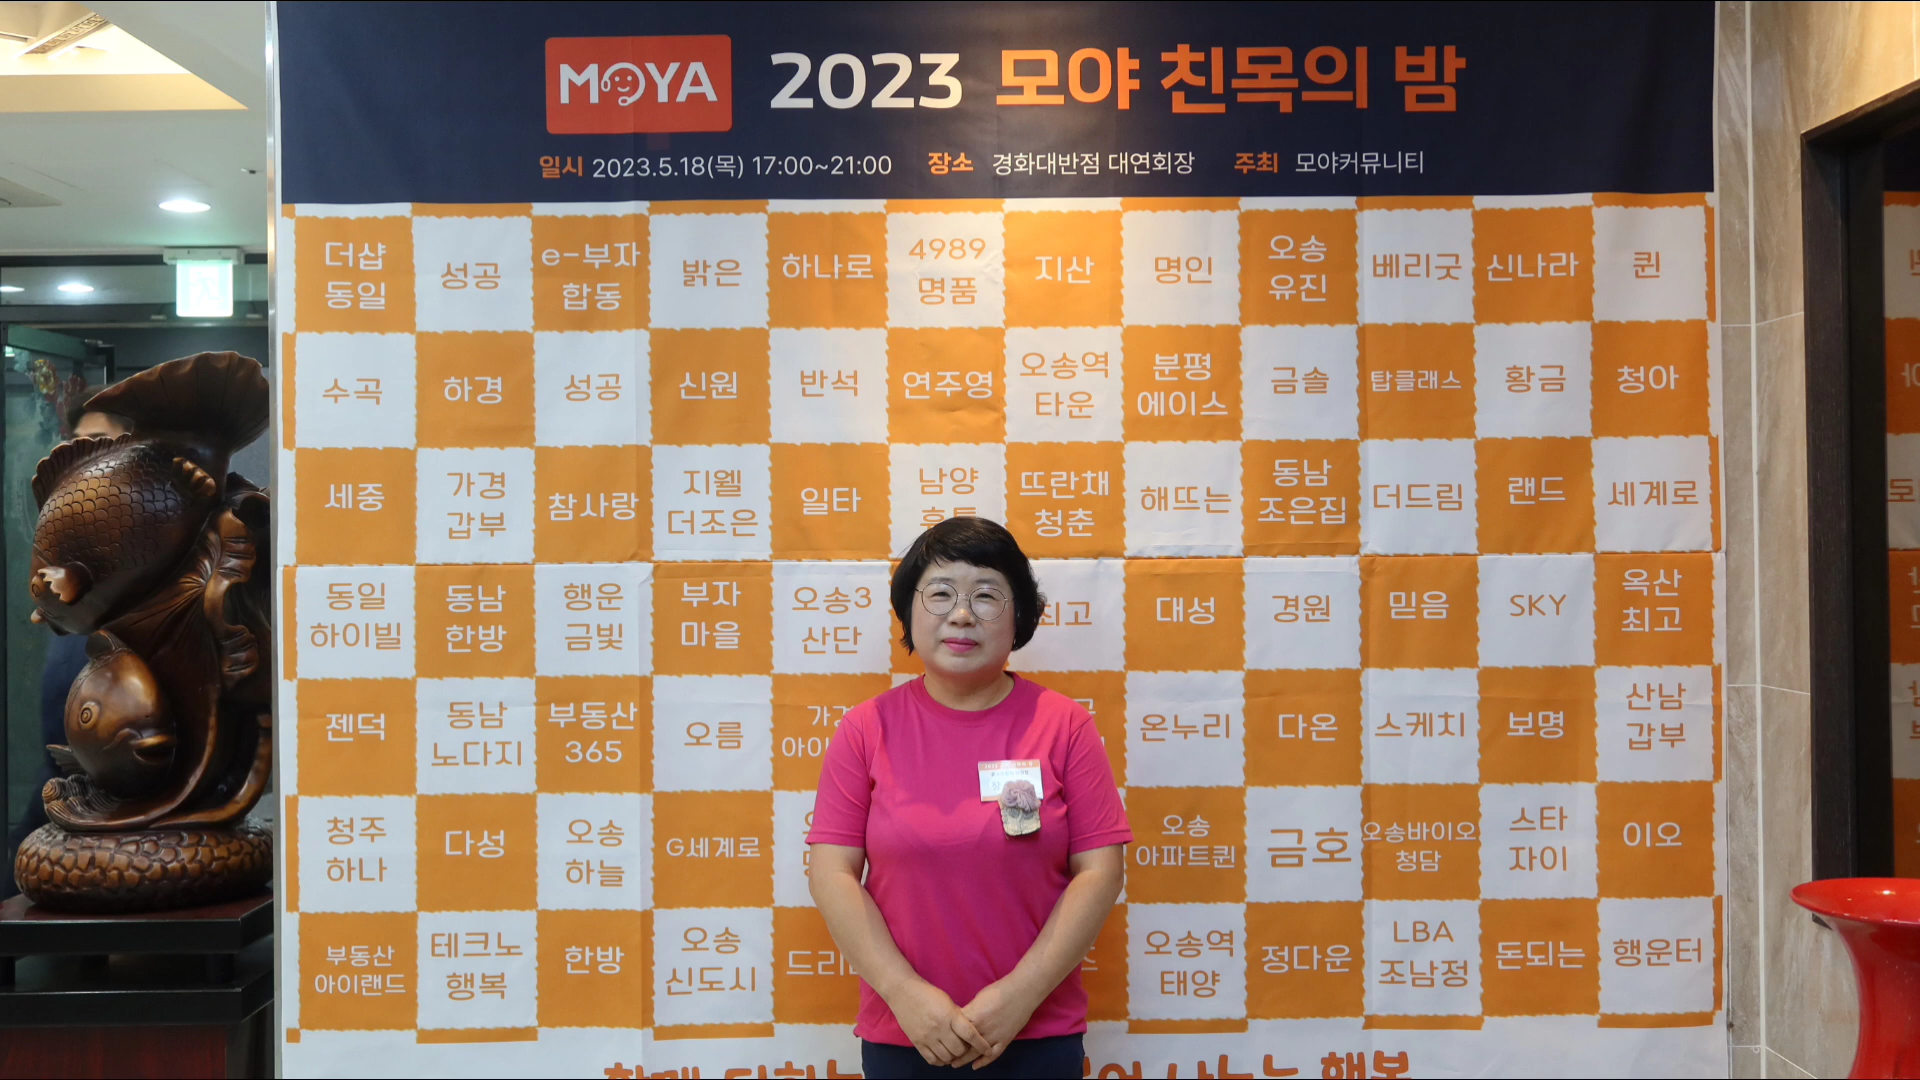 MOYA 2023 모야 친목의 밤
일시 2023.5.18(목) 17:00~21:00 장소 경화대반점 대연회장 주최 모야커뮤니티
더샵 동일
성공
e-부자 합동
밝은
하나로
4989 명품
지산
명인
오송 유진
베리굿
신나라
퀸
수곡
하경
성공
신원
반석
연주영
오송역 타운
분평 에이스
금솔
탑클래스
황금
청아
세중
가경 갑부
참사랑
지웰 더조은
일타
남양
뜨란채 청춘
해뜨는
동남 조은집
더드림
랜드
세계로
동일 하이빌
동남 한방
행운 금빛
부자 마을
오송3 산단
최고
대성
경원
믿음
SKY
옥산 최고
젠덕
동남 노다지
부동산 365
오름
온누리
다온
스케치
보명
산남 갑부
청주 하나
다성
오송 하늘
G세계로
오송 아파트퀸
금호
오송바이오 청담
스타 자이
이오
부동산 아이랜드
테크노 행복
한방
오송 신도시
오송역 태양
정다운
LBA 조남정
돈되는
행운터